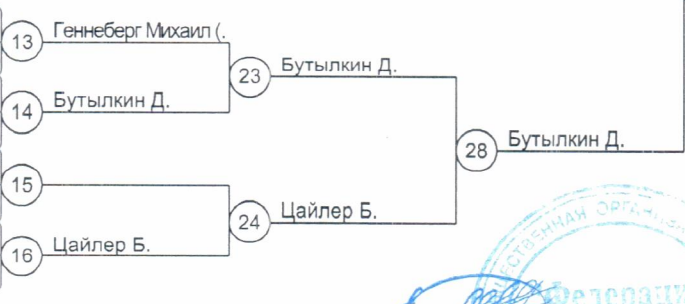 13 Геннеберг Михаил (.
23 Бутылкин Д.
14 Бутылкин Д.
28 Бутылкин Д.
15
24 Цайлер Б.
16 Цайлер Б.